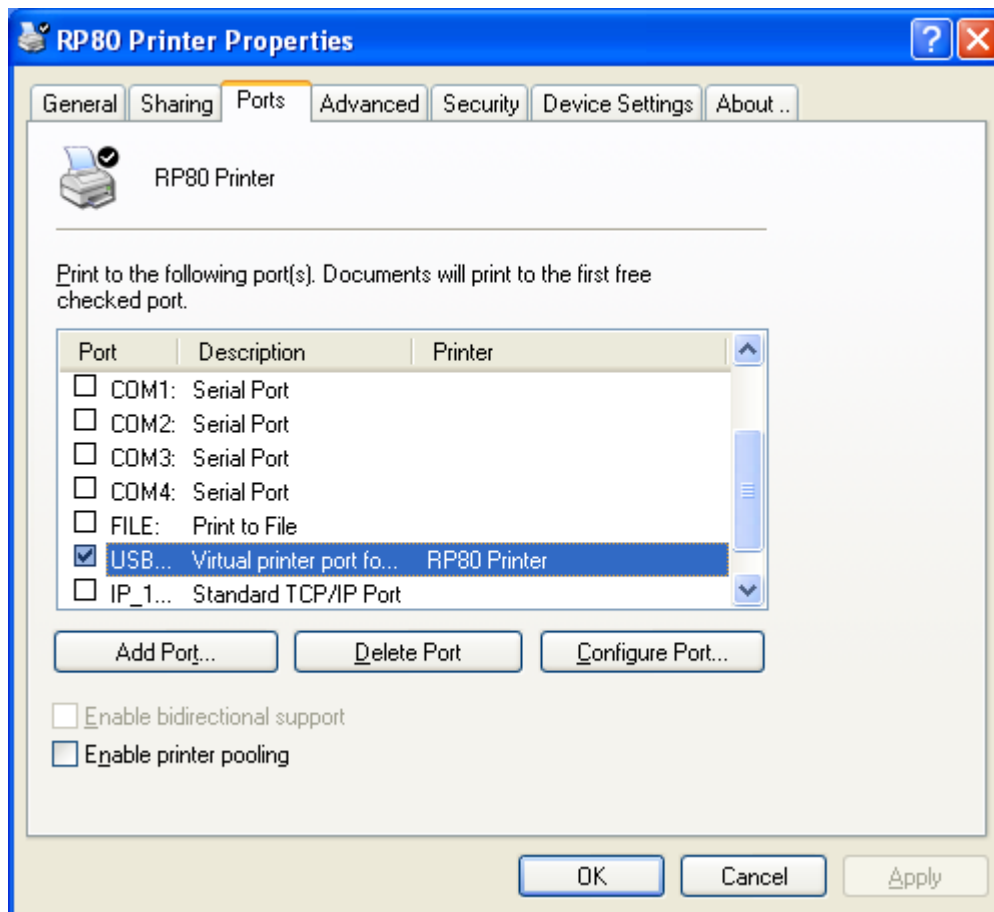 RP80 Printer Properties
General Sharing Ports Advanced Security Device Settings About ..
RP80 Printer
Print to the following port(s). Documents will print to the first free
checked port.
Port Description Printer
COM1: Serial Port
COM2: Serial Port
COM3: Serial Port
COM4: Serial Port
FILE: Print to File
USB... Virtual printer port fo... RP80 Printer
IP_1... Standard TCP/IP Port
Add Port... Delete Port Configure Port...
Enable bidirectional support
Enable printer pooling
OK Cancel Apply